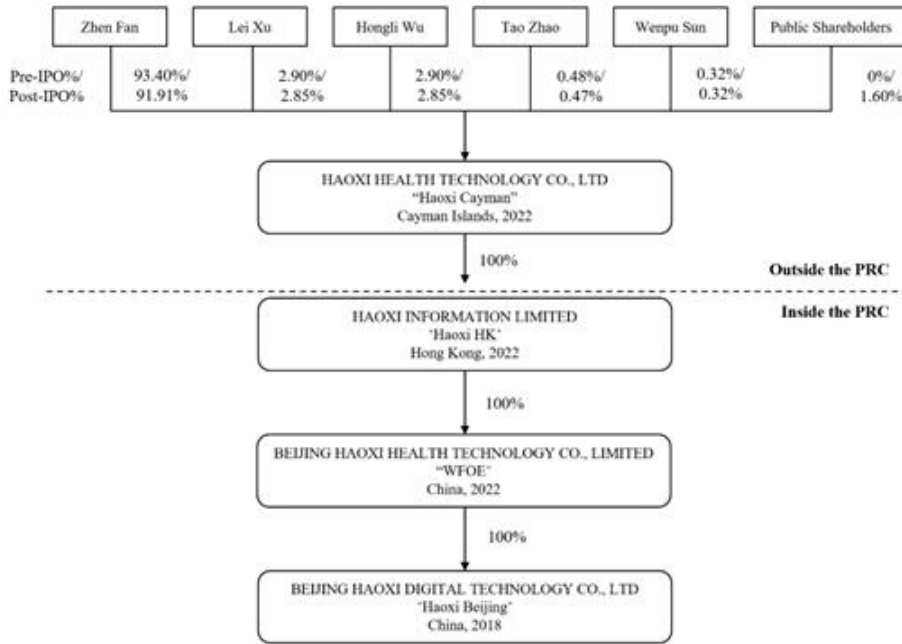 Zhen Fan Lei Xu Hongli Wu Tao Zhao Wenpu Sun Public Shareholders
Pre-IPO%/ 93.40%/ 2.90%/ 2.90%/ 0.48%/ 0.32%/ 0%/
Post-IPO% 91.91% 2.85% 2.85% 0.47% 0.32% 1.60%
HAOXI HEALTH TECHNOLOGY CO., LTD
“Haoxi Cayman”
Cayman Islands, 2022
100%
Outside the PRC
Inside the PRC
HAOXI INFORMATION LIMITED
"Haoxi HK"
Hong Kong, 2022
100%
BEIJING HAOXI HEALTH TECHNOLOGY CO., LIMITED
“WFOE"
China, 2022
100%
BEIJING HAOXI DIGITAL TECHNOLOGY CO., LTD
"Haoxi Beijing"
China, 2018